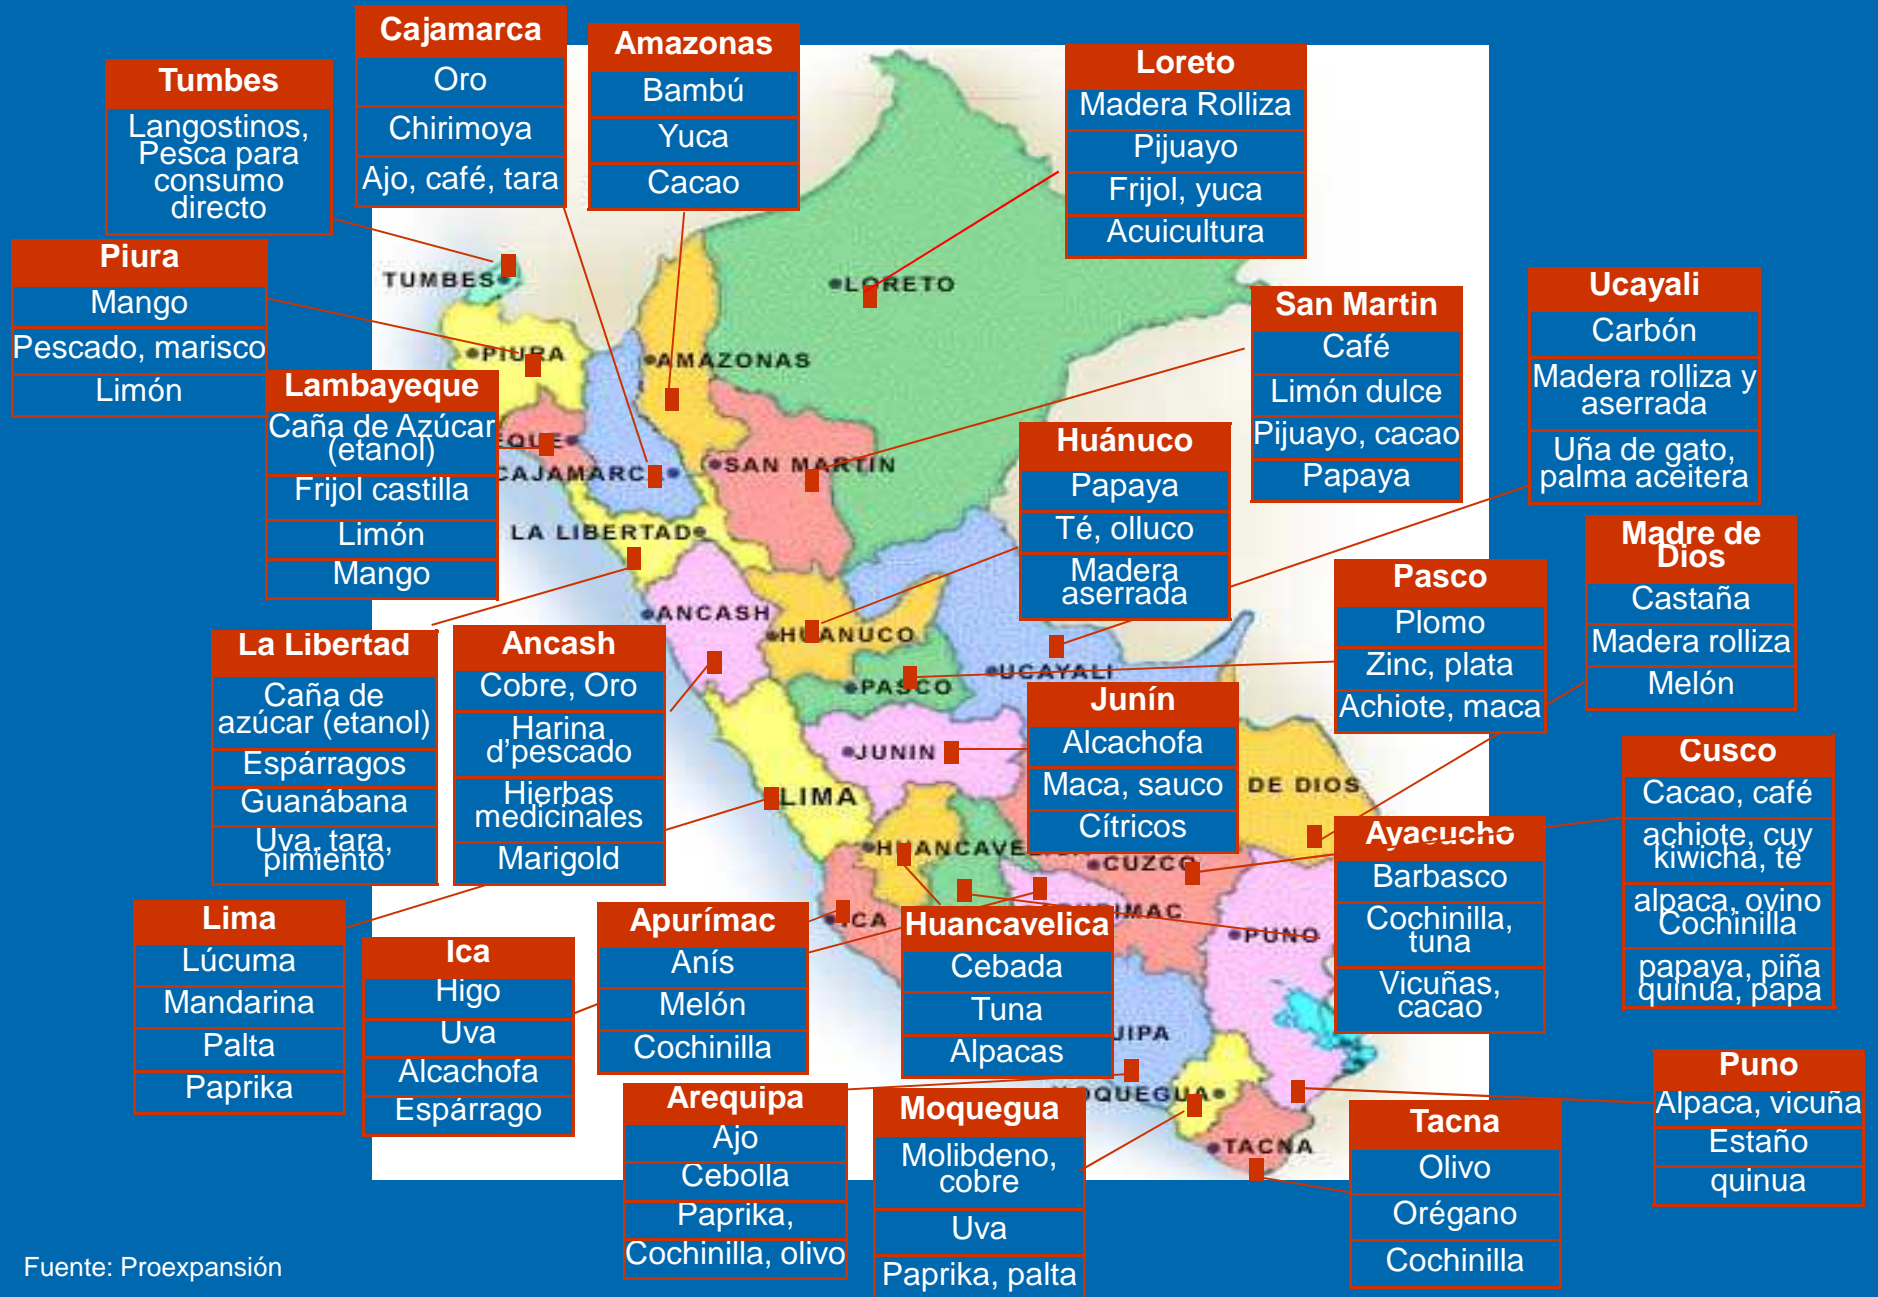 Cajamarca
Oro
Chirimoya
Ajo, café, tara
Amazonas
Bambú
Yuca
Cacao
Loreto
Madera Rolliza
Pijuayo
Frijol, yuca
Acuicultura
Tumbes
Langostinos,
Pesca para
consumo
directo
Piura
Mango
Pescado, marisco
Limón
Lambayeque
Caña de Azúcar
(etanol)
Frijol castilla
Limón
Mango
San Martin
Café
Limón dulce
Pijuayo, cacao
Papaya
Ucayali
Carbón
Madera rolliza y
aserrada
Uña de gato,
palma aceitera
Huánuco
Papaya
Té, olluco
Madera
aserrada
Madre de
Dios
Castaña
Madera rolliza
Melón
Pasco
Plomo
Zinc, plata
Achiote, maca
La Libertad
Caña de
azúcar (etanol)
Espárragos
Guanábana
Uva, tara,
pimiento
Ancash
Cobre, Oro
Harina
d'pescado
Hierbas
medicinales
Marigold
Junín
Alcachofa
Maca, sauco
Cítricos
Cusco
Cacao, café
achiote, cuy
kiwicha, té
alpaca, ovino
Cochinilla
papaya, piña
quinua, papa
Ayacucho
Barbasco
Cochinilla,
tuna
Vicuñas,
cacao
Lima
Lúcuma
Mandarina
Palta
Paprika
Ica
Higo
Uva
Alcachofa
Espárrago
Apurímac
Anís
Melón
Cochinilla
Huancavelica
Cebada
Tuna
Alpacas
Arequipa
Ajo
Cebolla
Paprika,
Cochinilla, olivo
Moquegua
Molibdeno,
cobre
Uva
Paprika, palta
Tacna
Olivo
Orégano
Cochinilla
Puno
Alpaca, vicuña
Estaño
quinua
TUMBES
LORETO
PIURA
AMAZONAS
CAJAMARCA
SAN MARTIN
LA LIBERTAD
ANCASH
HUANUCO
UCAYALI
PASCO
JUNIN
LIMA
DE DIOS
HUANCAVE
CUZCO
ICA
IMAC
PUNO
UIPA
OQUEGUA
TACNA
Fuente: Proexpansión